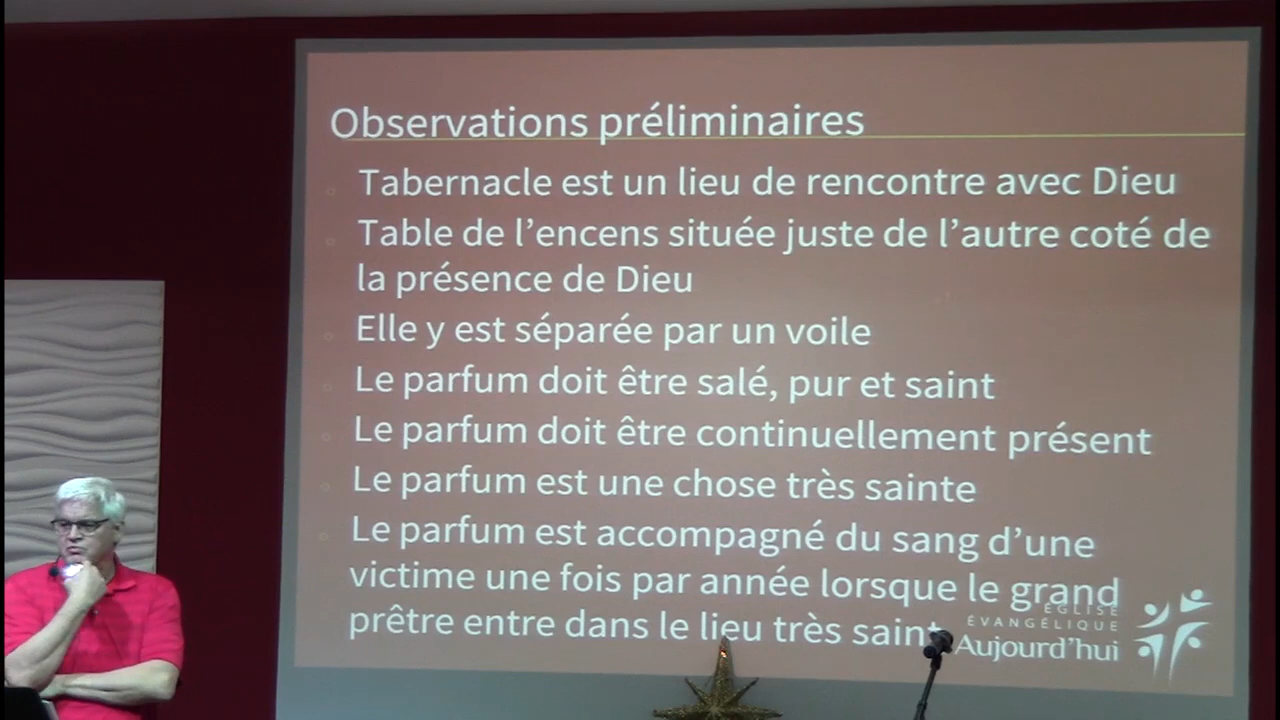 Observations préliminaires
Tabernacle est un lieu de rencontre avec Dieu
Table de l’encens située juste de l’autre coté de
la présence de Dieu
Elle y est séparée par un voile
Le parfum doit être salé, pur et saint
Le parfum doit être continuellement présent
Le parfum est une chose très sainte
Le parfum est accompagné du sang d’une
victime une fois par année lorsque le grand
prêtre entre dans le lieu très saint
ÉGLISE
ÉVANGÉLIQUE
Aujourd’hui